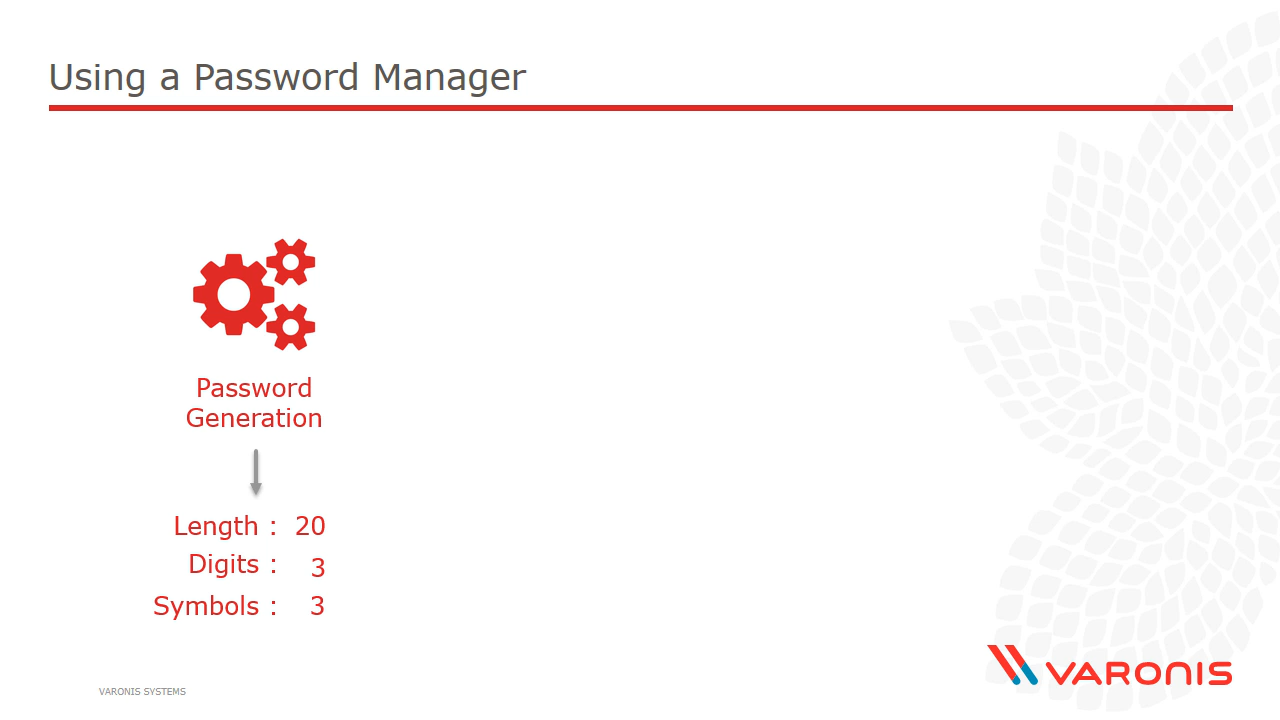 Using a Password Manager
Password
Generation
Length : 20
Digits : 3
Symbols : 3
VARONIS SYSTEMS
VARONIS